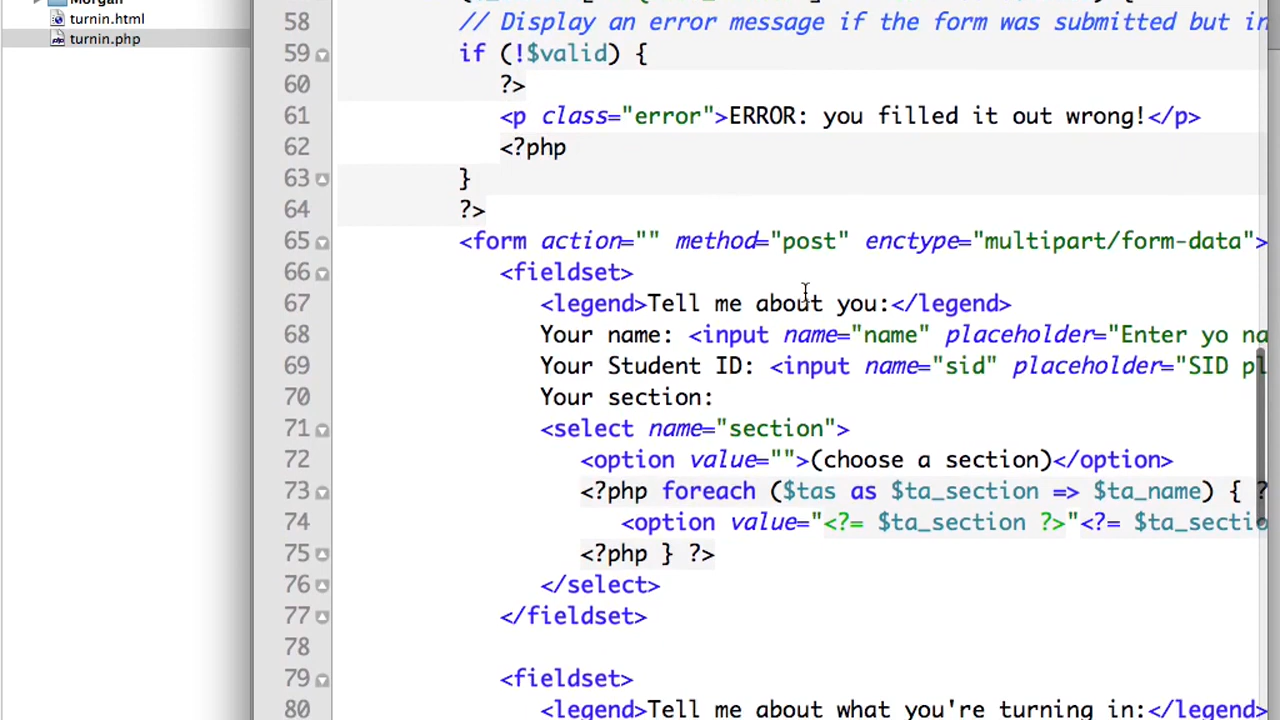 turnin.html
turnin.php
58 // Display an error message if the form was submitted but in
59 if (!$valid) {
60 ?>
61 <p class="error">ERROR: you filled it out wrong!</p>
62 <?php
63 }
64 ?>
65 <form action="" method="post" enctype="multipart/form-data">
66 <fieldset>
67 <legend>Tell me about you:</legend>
68 Your name: <input name="name" placeholder="Enter yo na
69 Your Student ID: <input name="sid" placeholder="SID pl
70 Your section:
71 <select name="section">
72 <option value="">(choose a section)</option>
73 <?php foreach ($tas as $ta_section => $ta_name) { ?
74 <option value="<?= $ta_section ?>"<?= $ta_sectio
75 <?php } ?>
76 </select>
77 </fieldset>
78
79 <fieldset>
80 <legend>Tell me about what you're turning in:</legend>